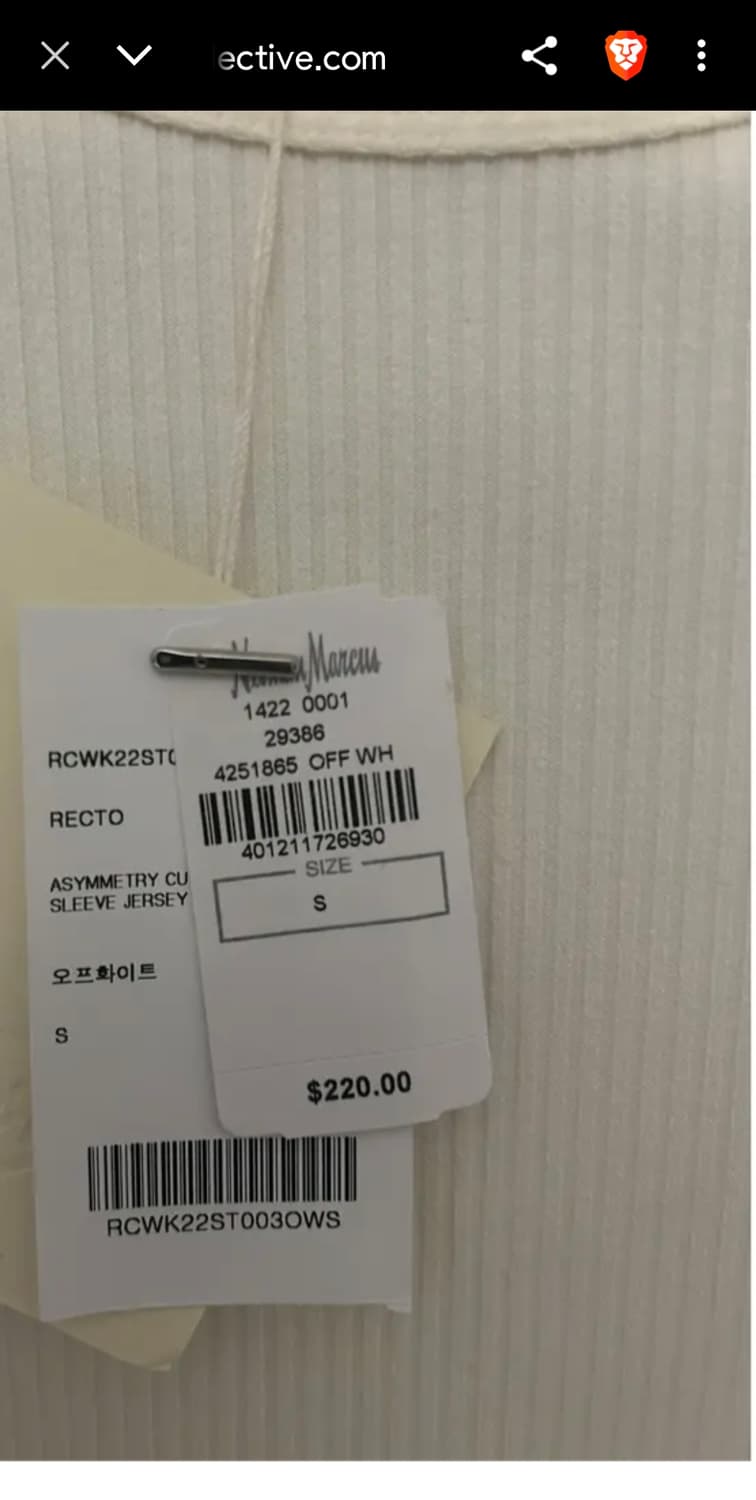 ective.com
Neiman Marcus
1422 0001
29386
4251865 OFF WH
401211726930
SIZE
S
$220.00
RCWK22ST0
RECTO
ASYMMETRY CU
SLEEVE JERSEY
오프화이트
S
RCWK22ST003OWS